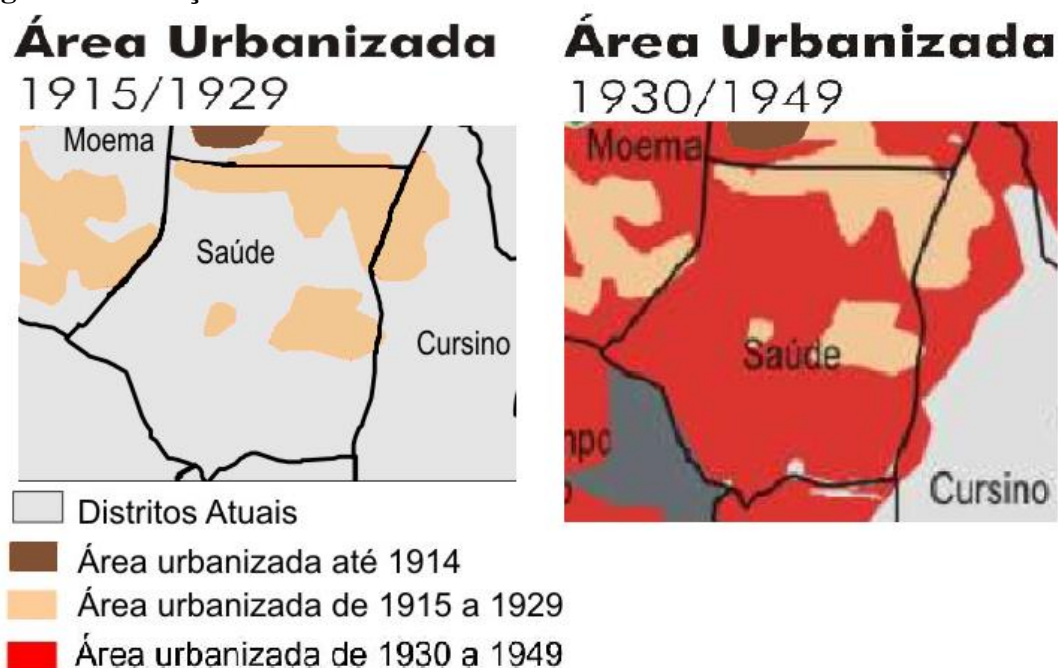 Área Urbanizada
1915/1929
Moema
Saúde
Cursino
Área Urbanizada
1930/1949
Moema
Saúde
Cursino
Distritos Atuais
Área urbanizada até 1914
Área urbanizada de 1915 a 1929
Área urbanizada de 1930 a 1949